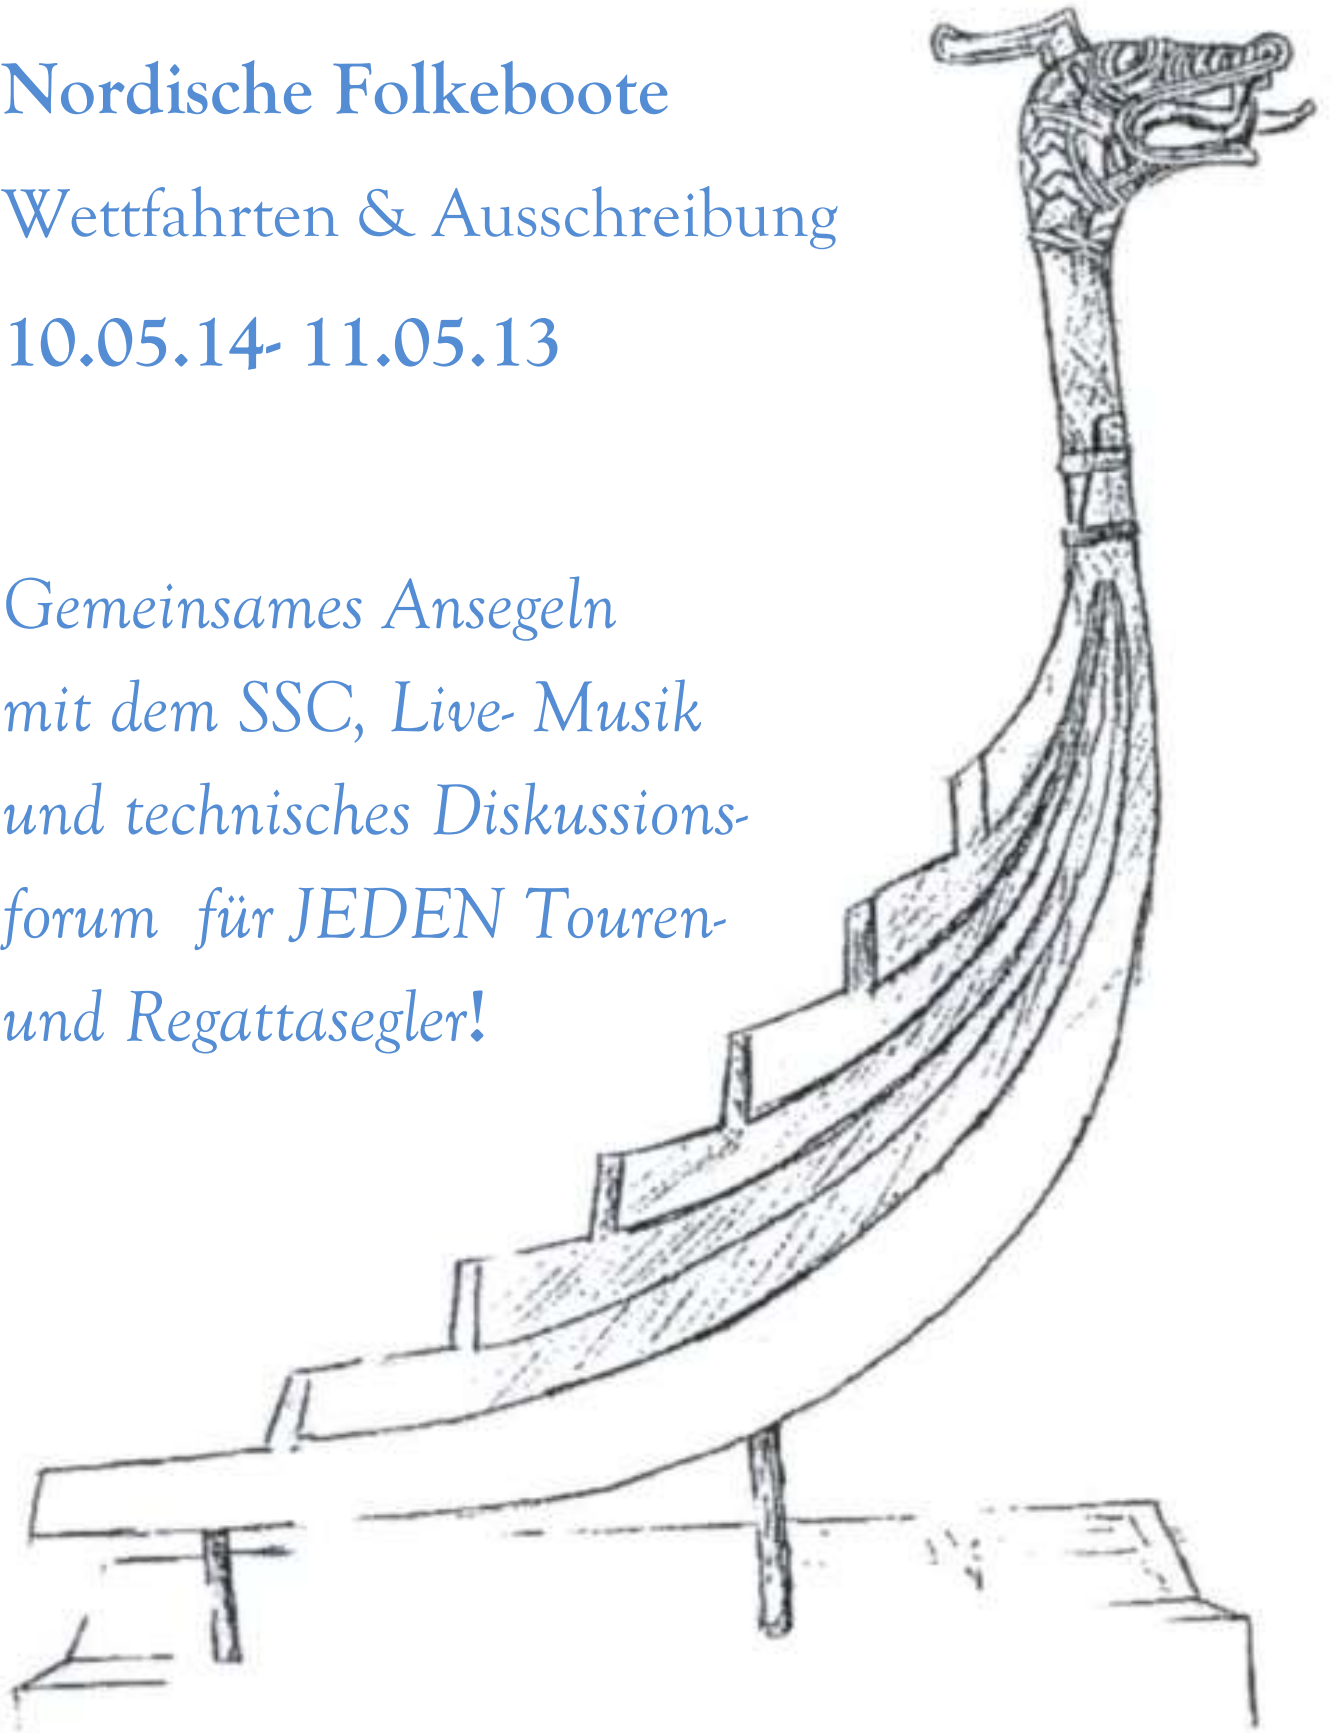 Nordische Folkeboote
Wettfahrten & Ausschreibung
10.05.14- 11.05.13
Gemeinsames Ansegeln
mit dem SSC, Live- Musik
und technisches Diskussions-
forum  für JEDEN Touren-
und Regattasegler!